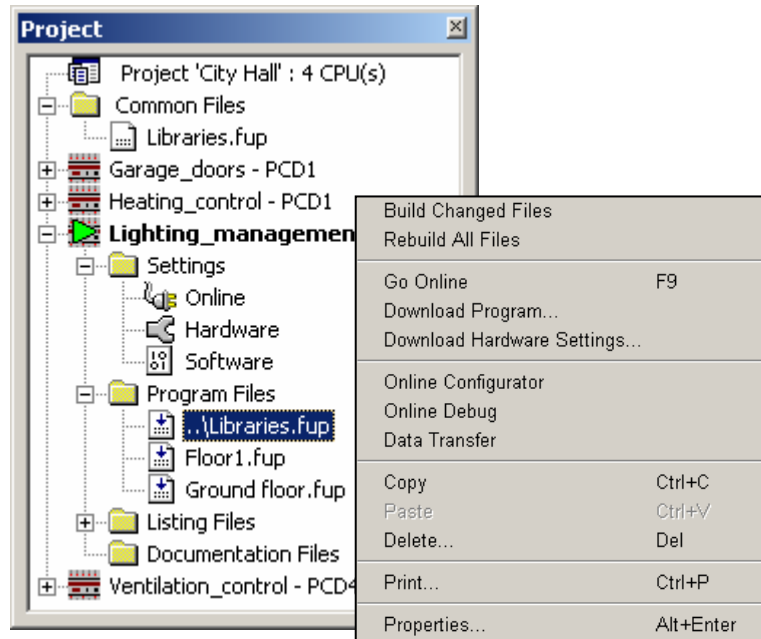 Project
Project 'City Hall' : 4 CPU(s)
Common Files
Libraries.fup
Garage_doors - PCD1
Heating_control - PCD1
Lighting_managemen
Settings
Online
Hardware
Software
Program Files
..\Libraries.fup
Floor1.fup
Ground floor.fup
Listing Files
Documentation Files
Ventilation_control - PCD4
Build Changed Files
Rebuild All Files
Go Online F9
Download Program...
Download Hardware Settings...
Online Configurator
Online Debug
Data Transfer
Copy Ctrl+C
Paste Ctrl+V
Delete... Del
Print... Ctrl+P
Properties... Alt+Enter